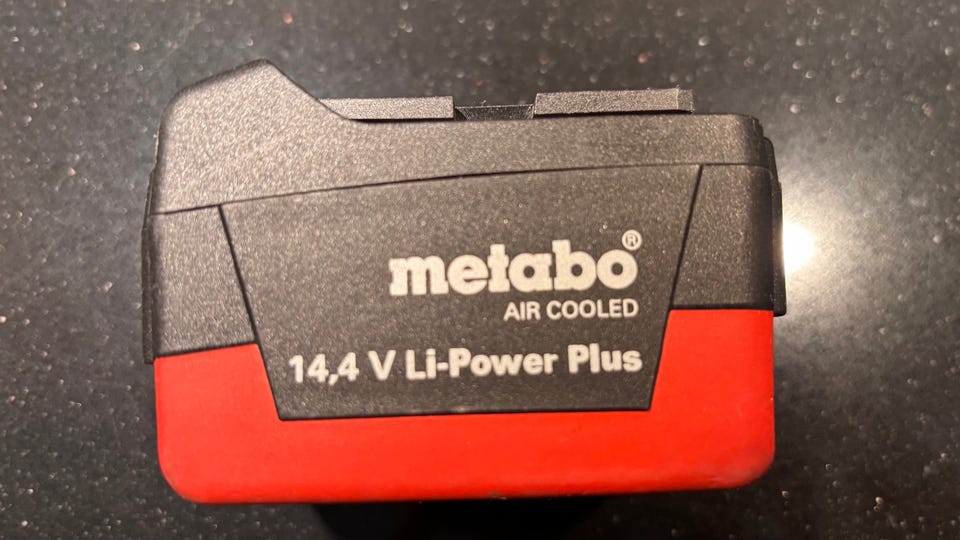 metabo®
AIR COOLED
14,4 V Li-Power Plus